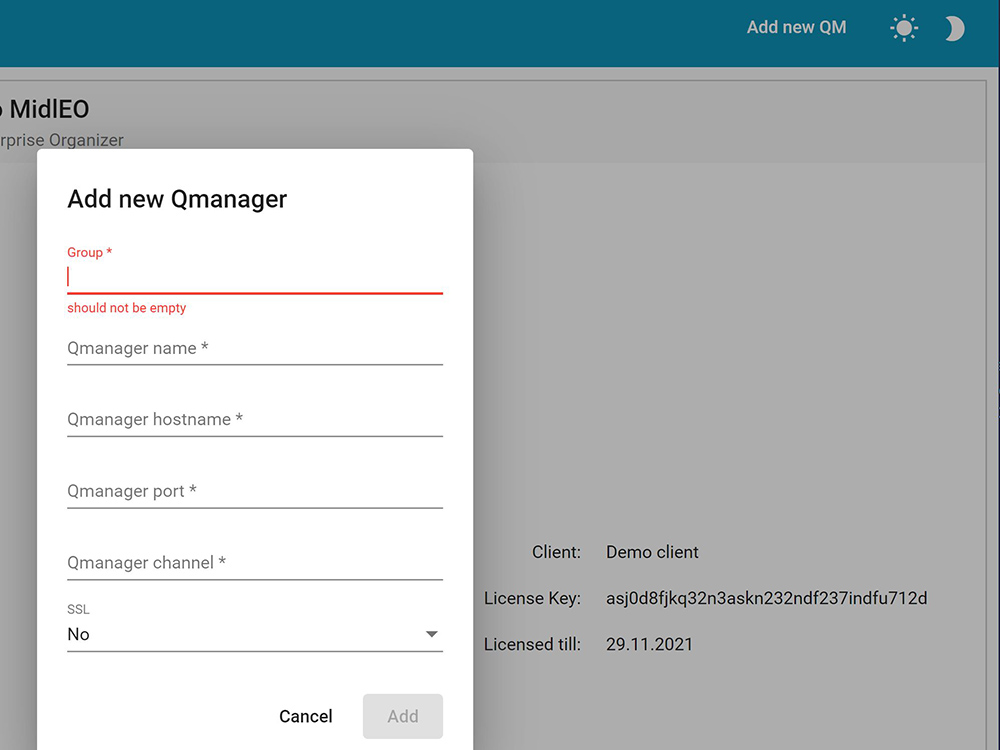 Add new QM
o MidlEO
rprise Organizer
Add new Qmanager
Group *
should not be empty
Qmanager name *
Qmanager hostname *
Qmanager port *
Qmanager channel *
SSL
No
Cancel Add
Client: Demo client
License Key: asj0d8fjkq32n3askn232ndf237indfu712d
Licensed till: 29.11.2021